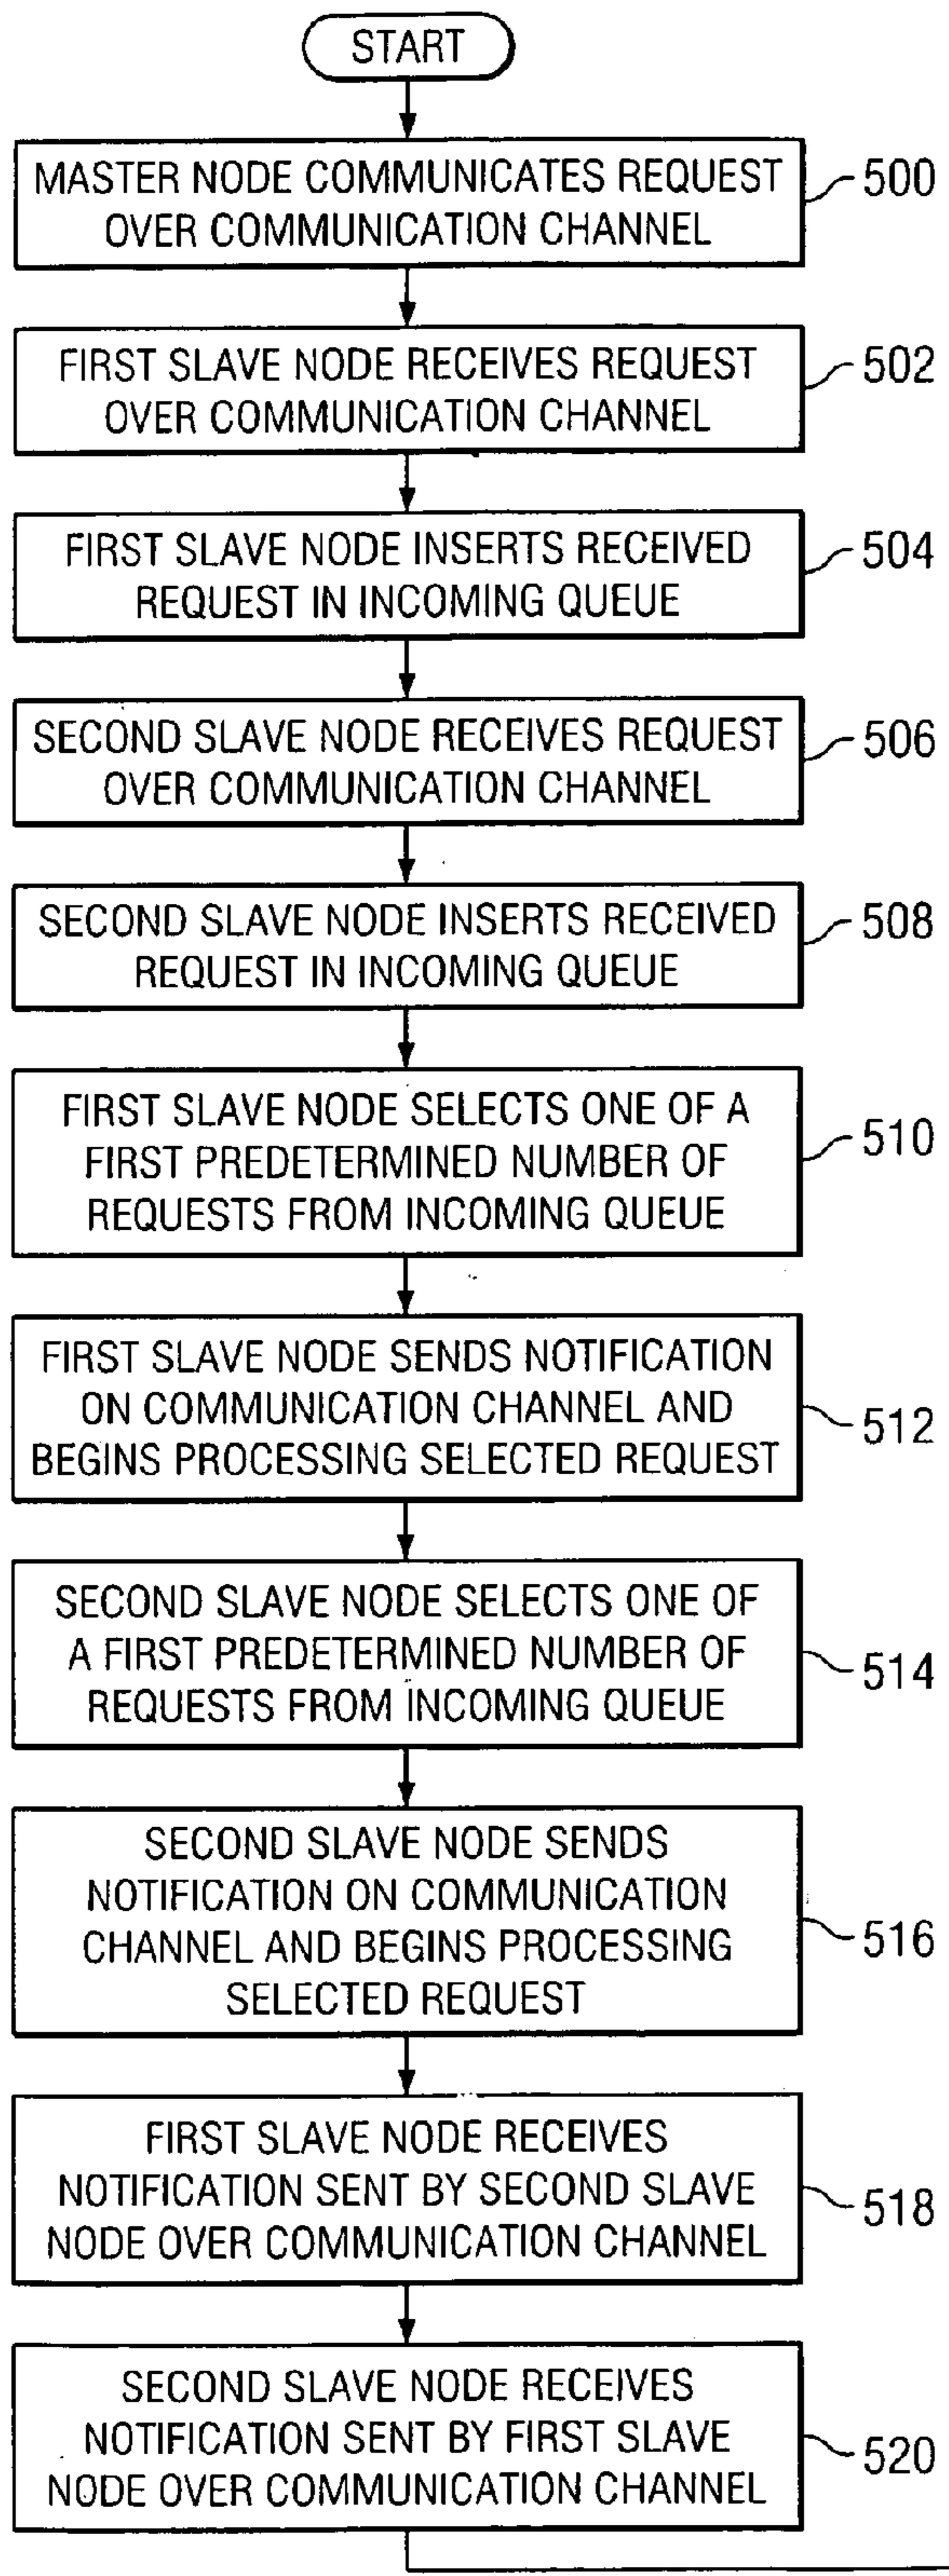 START
MASTER NODE COMMUNICATES REQUEST
OVER COMMUNICATION CHANNEL
500
FIRST SLAVE NODE RECEIVES REQUEST
OVER COMMUNICATION CHANNEL
502
FIRST SLAVE NODE INSERTS RECEIVED
REQUEST IN INCOMING QUEUE
504
SECOND SLAVE NODE RECEIVES REQUEST
OVER COMMUNICATION CHANNEL
506
SECOND SLAVE NODE INSERTS RECEIVED
REQUEST IN INCOMING QUEUE
508
FIRST SLAVE NODE SELECTS ONE OF A
FIRST PREDETERMINED NUMBER OF
REQUESTS FROM INCOMING QUEUE
510
FIRST SLAVE NODE SENDS NOTIFICATION
ON COMMUNICATION CHANNEL AND
BEGINS PROCESSING SELECTED REQUEST
512
SECOND SLAVE NODE SELECTS ONE OF
A FIRST PREDETERMINED NUMBER OF
REQUESTS FROM INCOMING QUEUE
514
SECOND SLAVE NODE SENDS
NOTIFICATION ON COMMUNICATION
CHANNEL AND BEGINS PROCESSING
SELECTED REQUEST
516
FIRST SLAVE NODE RECEIVES
NOTIFICATION SENT BY SECOND SLAVE
NODE OVER COMMUNICATION CHANNEL
518
SECOND SLAVE NODE RECEIVES
NOTIFICATION SENT BY FIRST SLAVE
NODE OVER COMMUNICATION CHANNEL
520